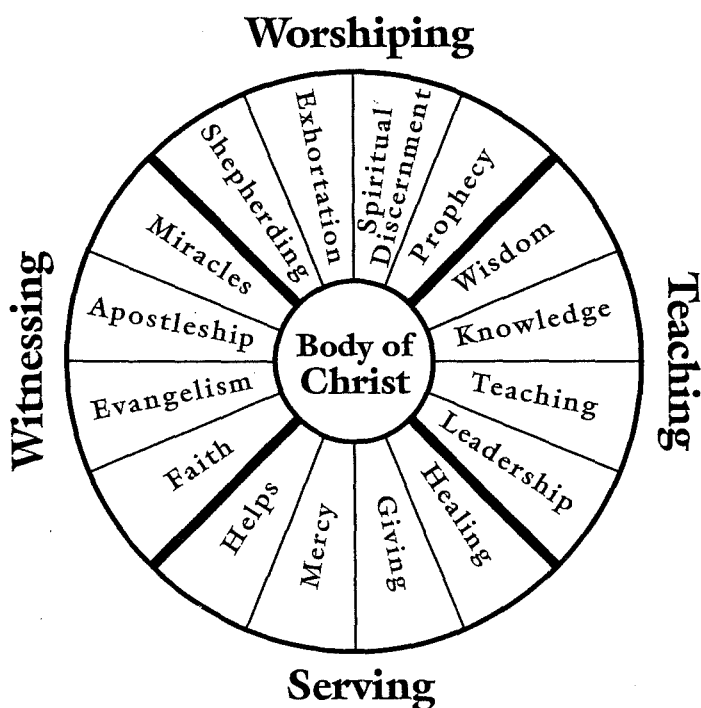 Worshiping
Shepherding
Exhortation
Spiritual
Discernment
Prophecy
Wisdom
Knowledge
Teaching
Leadership
Teaching
Healing
Giving
Mercy
Helps
Serving
Faith
Evangelism
Apostleship
Miracles
Witnessing
Body of
Christ